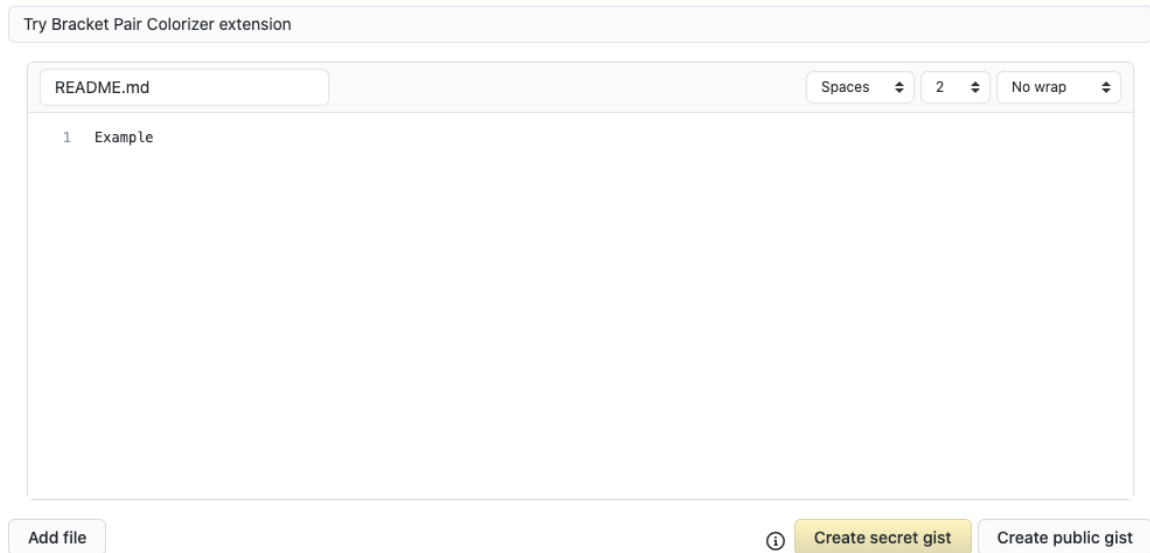 Try Bracket Pair Colorizer extension
README.md
Spaces
2
No wrap
1 Example
Add file
Create secret gist
Create public gist